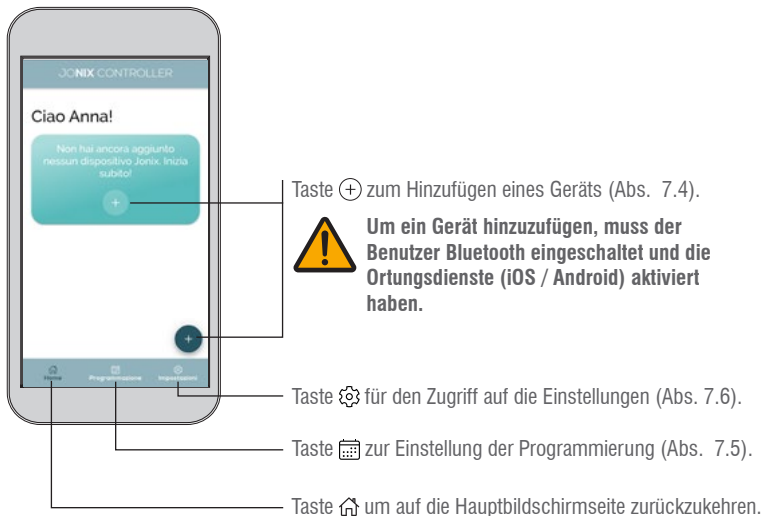 JONIX CONTROLLER
Ciao Anna!
Non hai ancora aggiunto
nessun dispositivo Jonix. Inizia
subito!
Home
Programmazione
Impostazioni
Taste + zum Hinzufügen eines Geräts (Abs. 7.4).
Um ein Gerät hinzuzufügen, muss der
Benutzer Bluetooth eingeschaltet und die
Ortungsdienste (iOS / Android) aktiviert
haben.
Taste für den Zugriff auf die Einstellungen (Abs. 7.6).
Taste zur Einstellung der Programmierung (Abs. 7.5).
Taste um auf die Hauptbildschirmseite zurückzukehren.